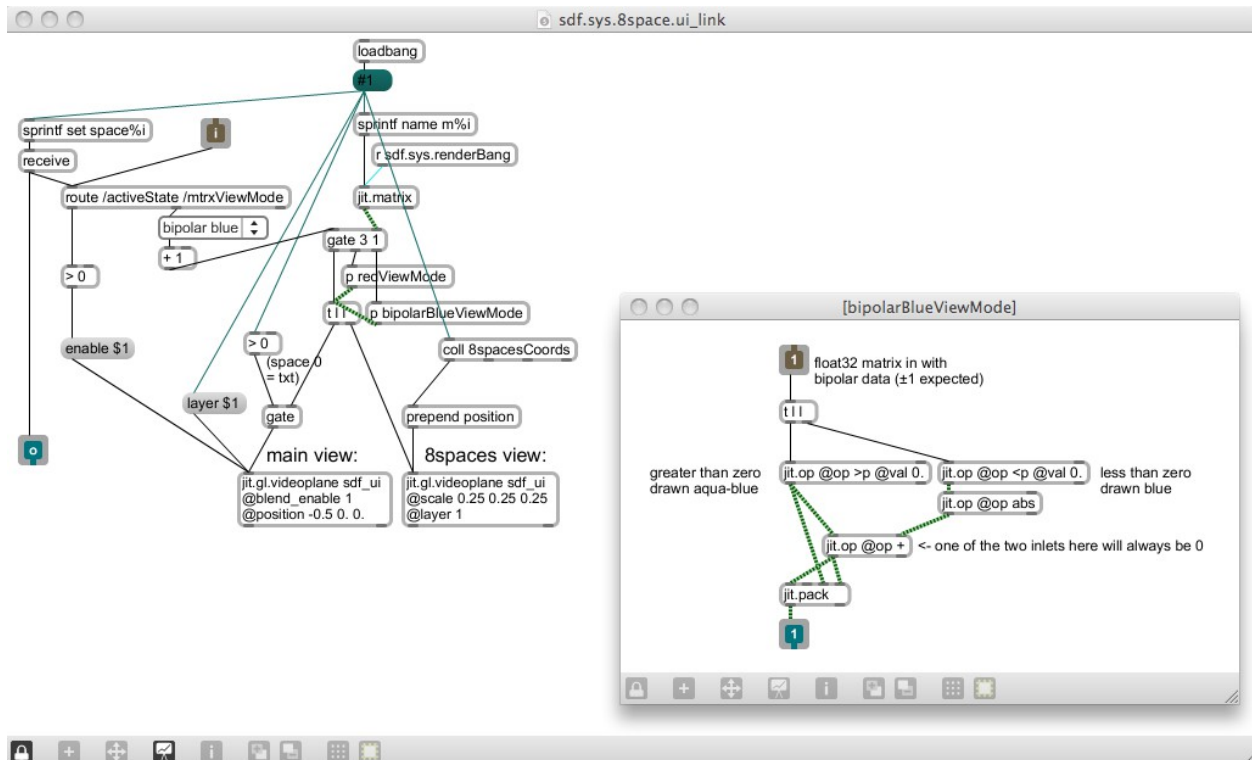 sdf.sys.8space.ui_link
loadbang
#1
sprintf set space%i
i
sprintf name m%i
receive
r sdf.sys.renderBang
route /activeState /mtrxViewMode
jit.matrix
bipolar blue
gate 3 1
+ 1
> 0
p redViewMode
t l l
p bipolarBlueViewMode
enable $1
> 0
(space 0
= txt)
coll 8spacesCoords
layer $1
gate
prepend position
o
main view:
8spaces view:
jit.gl.videoplane sdf_ui
@blend_enable 1
@position -0.5 0. 0.
jit.gl.videoplane sdf_ui
@scale 0.25 0.25 0.25
@layer 1
[bipolarBlueViewMode]
1
float32 matrix in with
bipolar data (±1 expected)
t l l
greater than zero
drawn aqua-blue
jit.op @op >p @val 0.
jit.op @op <p @val 0.
less than zero
drawn blue
jit.op @op abs
jit.op @op +
<- one of the two inlets here will always be 0
jit.pack
1